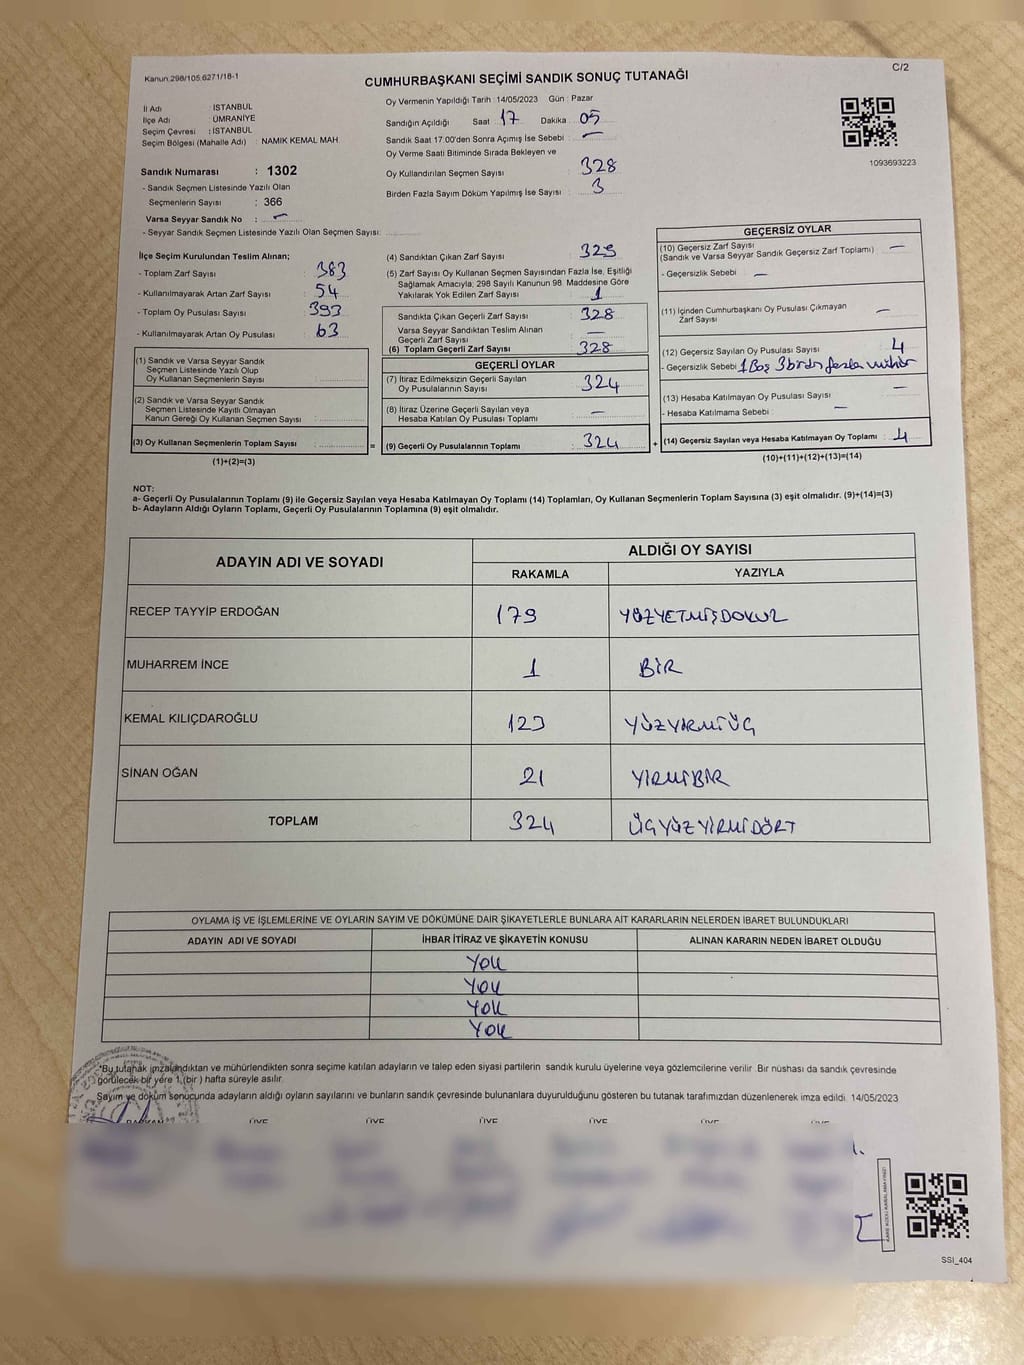 Kanun 298/105.6271/18-1
C/2
CUMHURBAŞKANI SEÇİMİ SANDIK SONUÇ TUTANAĞI
İl Adı : İSTANBUL
İlçe Adı : ÜMRANİYE
Seçim Çevresi : İSTANBUL
Seçim Bölgesi (Mahalle Adı) : NAMIK KEMAL MAH.
Oy Vermenin Yapıldığı Tarih : 14/05/2023 Gün : Pazar
Sandığın Açıldığı Saat : 17 Dakika : 05
Sandık Saat 17.00'den Sonra Açımış İse Sebebi : —
Oy Verme Saati Bitiminde Sırada Bekleyen ve
Oy Kullandırılan Seçmen Sayısı : 328
Birden Fazla Sayım Döküm Yapılmış İse Sayısı : 3
1093693223
Sandık Numarası : 1302
- Sandık Seçmen Listesinde Yazılı Olan
Seçmenlerin Sayısı : 366
Varsa Seyyar Sandık No : —
- Seyyar Sandık Seçmen Listesinde Yazılı Olan Seçmen Sayısı:
İlçe Seçim Kurulundan Teslim Alınan;
- Toplam Zarf Sayısı : 383
- Kullanılmayarak Artan Zarf Sayısı : 54
- Toplam Oy Pusulası Sayısı : 393
- Kullanılmayarak Artan Oy Pusulası : 63
(1) Sandık ve Varsa Seyyar Sandık
Seçmen Listesinde Yazılı Olup
Oy Kullanan Seçmenlerin Sayısı :
(2) Sandık ve Varsa Seyyar Sandık
Seçmen Listesinde Kayıtlı Olmayan
Kanun Gereği Oy Kullanan Seçmen Sayısı :
(3) Oy Kullanan Seçmenlerin Toplam Sayısı : =
(1)+(2)=(3)
(4) Sandıktan Çıkan Zarf Sayısı : 329
(5) Zarf Sayısı Oy Kullanan Seçmen Sayısından Fazla İse, Eşitliği
Sağlamak Amacıyla; 298 Sayılı Kanunun 98. Maddesine Göre
Yakılarak Yok Edilen Zarf Sayısı : 1
Sandıkta Çıkan Geçerli Zarf Sayısı : 328
Varsa Seyyar Sandıktan Teslim Alınan
Geçerli Zarf Sayısı : —
(6) Toplam Geçerli Zarf Sayısı : 328
GEÇERLİ OYLAR
(7) İtiraz Edilmeksizin Geçerli Sayılan
Oy Pusulalarının Sayısı : 324
(8) İtiraz Üzerine Geçerli Sayılan veya
Hesaba Katılan Oy Pusulası Toplamı : —
(9) Geçerli Oy Pusulalarının Toplamı : 324 +
GEÇERSİZ OYLAR
(10) Geçersiz Zarf Sayısı : —
(Sandık ve Varsa Seyyar Sandık Geçersiz Zarf Toplamı)
- Geçersizlik Sebebi : —
(11) İçinden Cumhurbaşkanı Oy Pusulası Çıkmayan
Zarf Sayısı : —
(12) Geçersiz Sayılan Oy Pusulası Sayısı : 4
- Geçersizlik Sebebi : 1 Boş 3 birden fazla mühür
(13) Hesaba Katılmayan Oy Pusulası Sayısı : —
- Hesaba Katılmama Sebebi : —
(14) Geçersiz Sayılan veya Hesaba Katılmayan Oy Toplamı : 4
(10)+(11)+(12)+(13)=(14)
NOT:
a- Geçerli Oy Pusulalarının Toplamı (9) ile Geçersiz Sayılan veya Hesaba Katılmayan Oy Toplamı (14) Toplamları, Oy Kullanan Seçmenlerin Toplam Sayısına (3) eşit olmalıdır. (9)+(14)=(3)
b- Adayların Aldığı Oyların Toplamı, Geçerli Oy Pusulalarının Toplamına (9) eşit olmalıdır.
ADAYIN ADI VE SOYADI ALDIĞI OY SAYISI
RAKAMLA YAZIYLA
RECEP TAYYİP ERDOĞAN 179 YÜZYETMİŞDOKUZ
MUHARREM İNCE 1 BİR
KEMAL KILIÇDAROĞLU 123 YÜZYİRMİÜÇ
SİNAN OĞAN 21 YİRMİBİR
TOPLAM 324 ÜÇYÜZYİRMİDÖRT
OYLAMA İŞ VE İŞLEMLERİNE VE OYLARIN SAYIM VE DÖKÜMÜNE DAİR ŞİKAYETLERLE BUNLARA AİT KARARLARIN NELERDEN İBARET BULUNDUKLARI
ADAYIN ADI VE SOYADI İHBAR İTİRAZ VE ŞİKAYETİN KONUSU ALINAN KARARIN NEDEN İBARET OLDUĞU
YOK
YOK
YOK
YOK
*Bu tutanak imzalandıktan ve mühürlendikten sonra seçime katılan adayların ve talep eden siyasi partilerin sandık kurulu üyelerine veya gözlemcilerine verilir. Bir nüshası da sandık çevresinde
görülecek bir yere 1 (bir) hafta süreyle asılır.
Sayım ve döküm sonucunda adayların aldığı oyların sayılarını ve bunların sandık çevresinde bulunanlara duyurulduğunu gösteren bu tutanak tarafımızdan düzenlenerek imza edildi. 14/05/2023
BAŞKAN ÜYE ÜYE ÜYE ÜYE ÜYE ÜYE
SSI_404